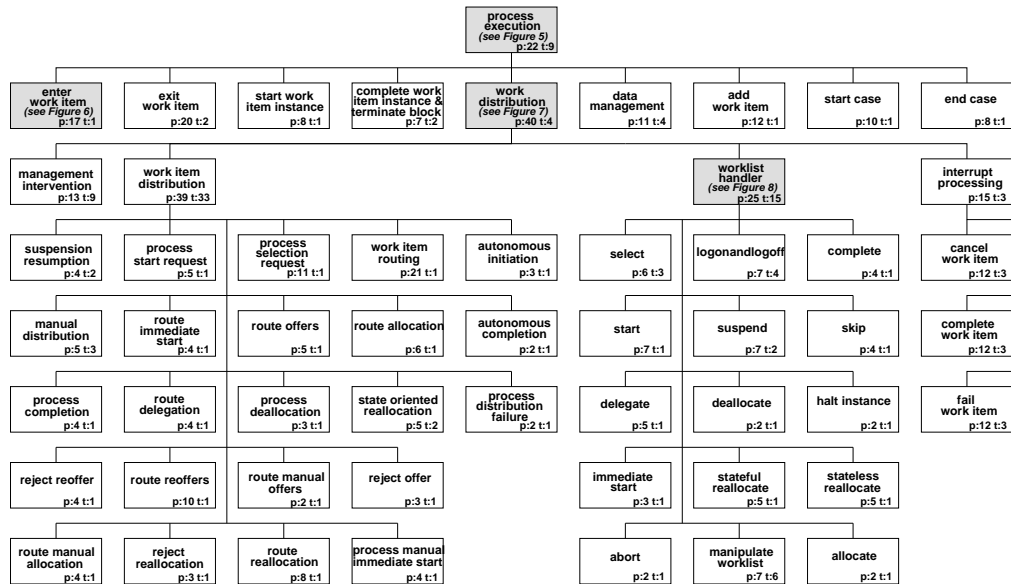 process
execution
(see Figure 5)
p:22 t:9
enter
work item
(see Figure 6)
p:17 t:1
exit
work item
p:20 t:2
start work
item instance
p:8 t:1
complete work
item instance &
terminate block
p:7 t:2
work
distribution
(see Figure 7)
p:40 t:4
data
management
p:11 t:4
add
work item
p:12 t:1
start case
p:10 t:1
end case
p:8 t:1
management
intervention
p:13 t:9
work item
distribution
p:39 t:33
worklist
handler
(see Figure 8)
p:25 t:15
interrupt
processing
p:15 t:3
suspension
resumption
p:4 t:2
process
start request
p:5 t:1
process
selection
request
p:11 t:1
work item
routing
p:21 t:1
autonomous
initiation
p:3 t:1
select
p:6 t:3
logonandlogoff
p:7 t:4
complete
p:4 t:1
cancel
work item
p:12 t:3
manual
distribution
p:5 t:3
route
immediate
start
p:4 t:1
route offers
p:5 t:1
route allocation
p:6 t:1
autonomous
completion
p:2 t:1
start
p:7 t:1
suspend
p:7 t:2
skip
p:4 t:1
complete
work item
p:12 t:3
process
completion
p:4 t:1
route
delegation
p:4 t:1
process
deallocation
p:3 t:1
state oriented
reallocation
p:5 t:2
process
distribution
failure
p:2 t:1
delegate
p:5 t:1
deallocate
p:2 t:1
halt instance
p:2 t:1
fail
work item
p:12 t:3
reject reoffer
p:4 t:1
route reoffers
p:10 t:1
route manual
offers
p:2 t:1
reject offer
p:3 t:1
immediate
start
p:3 t:1
stateful
reallocate
p:5 t:1
stateless
reallocate
p:5 t:1
route manual
allocation
p:4 t:1
reject
reallocation
p:3 t:1
route
reallocation
p:8 t:1
process manual
immediate start
p:4 t:1
abort
p:2 t:1
manipulate
worklist
p:7 t:6
allocate
p:2 t:1